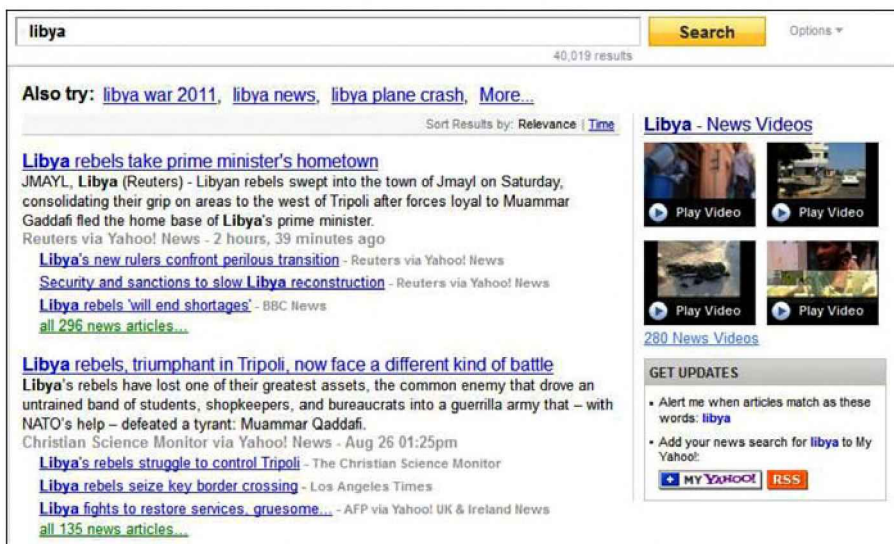 libya
Search
Options
40,019 results
Also try: libya war 2011, libya news, libya plane crash, More...
Sort Results by: Relevance | Time
Libya rebels take prime minister's hometown
JMAYL, Libya (Reuters) - Libyan rebels swept into the town of Jmayl on Saturday,
consolidating their grip on areas to the west of Tripoli after forces loyal to Muammar
Gaddafi fled the home base of Libya's prime minister.
Reuters via Yahoo! News - 2 hours, 39 minutes ago
Libya's new rulers confront perilous transition - Reuters via Yahoo! News
Security and sanctions to slow Libya reconstruction - Reuters via Yahoo! News
Libya rebels 'will end shortages' - BBC News
all 296 news articles...
Libya rebels, triumphant in Tripoli, now face a different kind of battle
Libya's rebels have lost one of their greatest assets, the common enemy that drove an
untrained band of students, shopkeepers, and bureaucrats into a guerrilla army that – with
NATO's help – defeated a tyrant: Muammar Qaddafi.
Christian Science Monitor via Yahoo! News - Aug 26 01:25pm
Libya's rebels struggle to control Tripoli - The Christian Science Monitor
Libya rebels seize key border crossing - Los Angeles Times
Libya fights to restore services, gruesome... - AFP via Yahoo! UK & Ireland News
all 135 news articles...
Libya - News Videos
Play Video
Play Video
Play Video
Play Video
280 News Videos
GET UPDATES
Alert me when articles match as these
words: libya
Add your news search for libya to My
Yahoo!:
MY YAHOO!
RSS